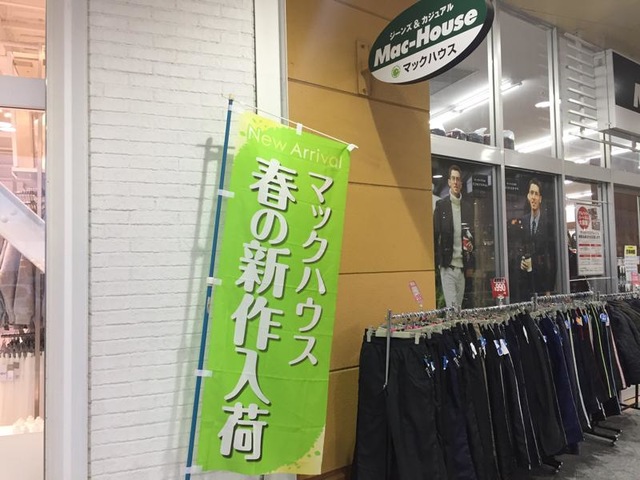 ジーンズ & カジュアル
Mac-House
マックハウス
New Arrival
マックハウス
春の新作入荷
990